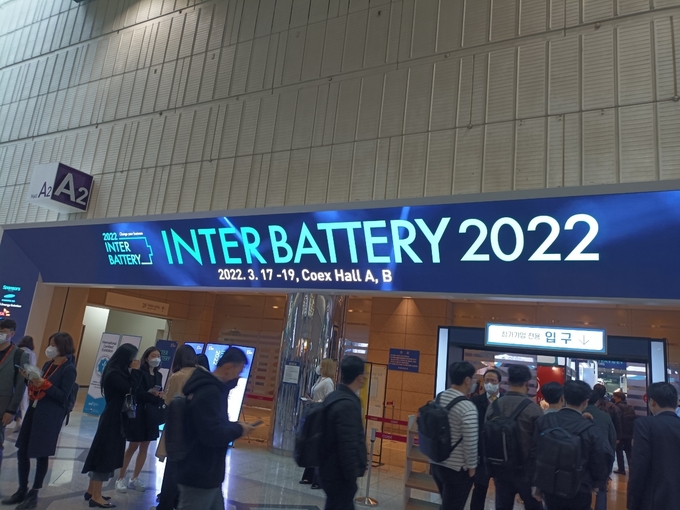 A2
A2
2022
INTER
BATTERY
INTER BATTERY 2022
2022. 3. 17 -19, Coex Hall A, B
참가기업 전용 입구